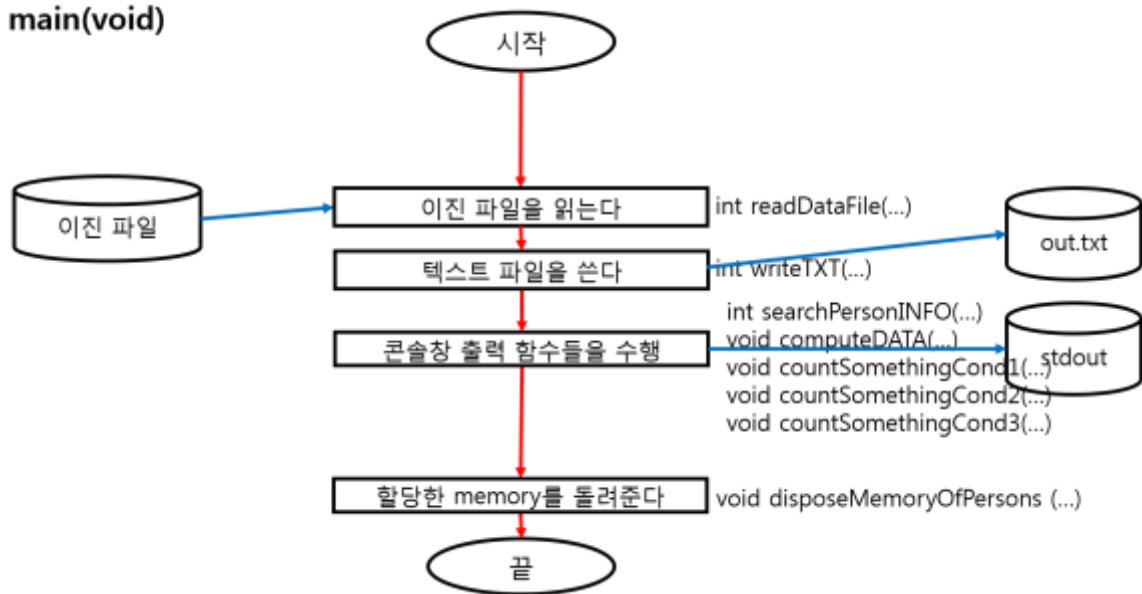 main(void)
시작
이진 파일
이진 파일을 읽는다
int readDataFile(...)
텍스트 파일을 쓴다
int writeTXT(...)
out.txt
콘솔창 출력 함수들을 수행
int searchPersonINFO(...)
void computeDATA(...)
void countSomethingCond1(...)
void countSomethingCond2(...)
void countSomethingCond3(...)
stdout
할당한 memory를 돌려준다
void disposeMemoryOfPersons (...)
끝